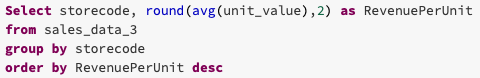 Select storecode, round(avg(unit_value),2) as RevenuePerUnit
from sales_data_3
group by storecode
order by RevenuePerUnit desc